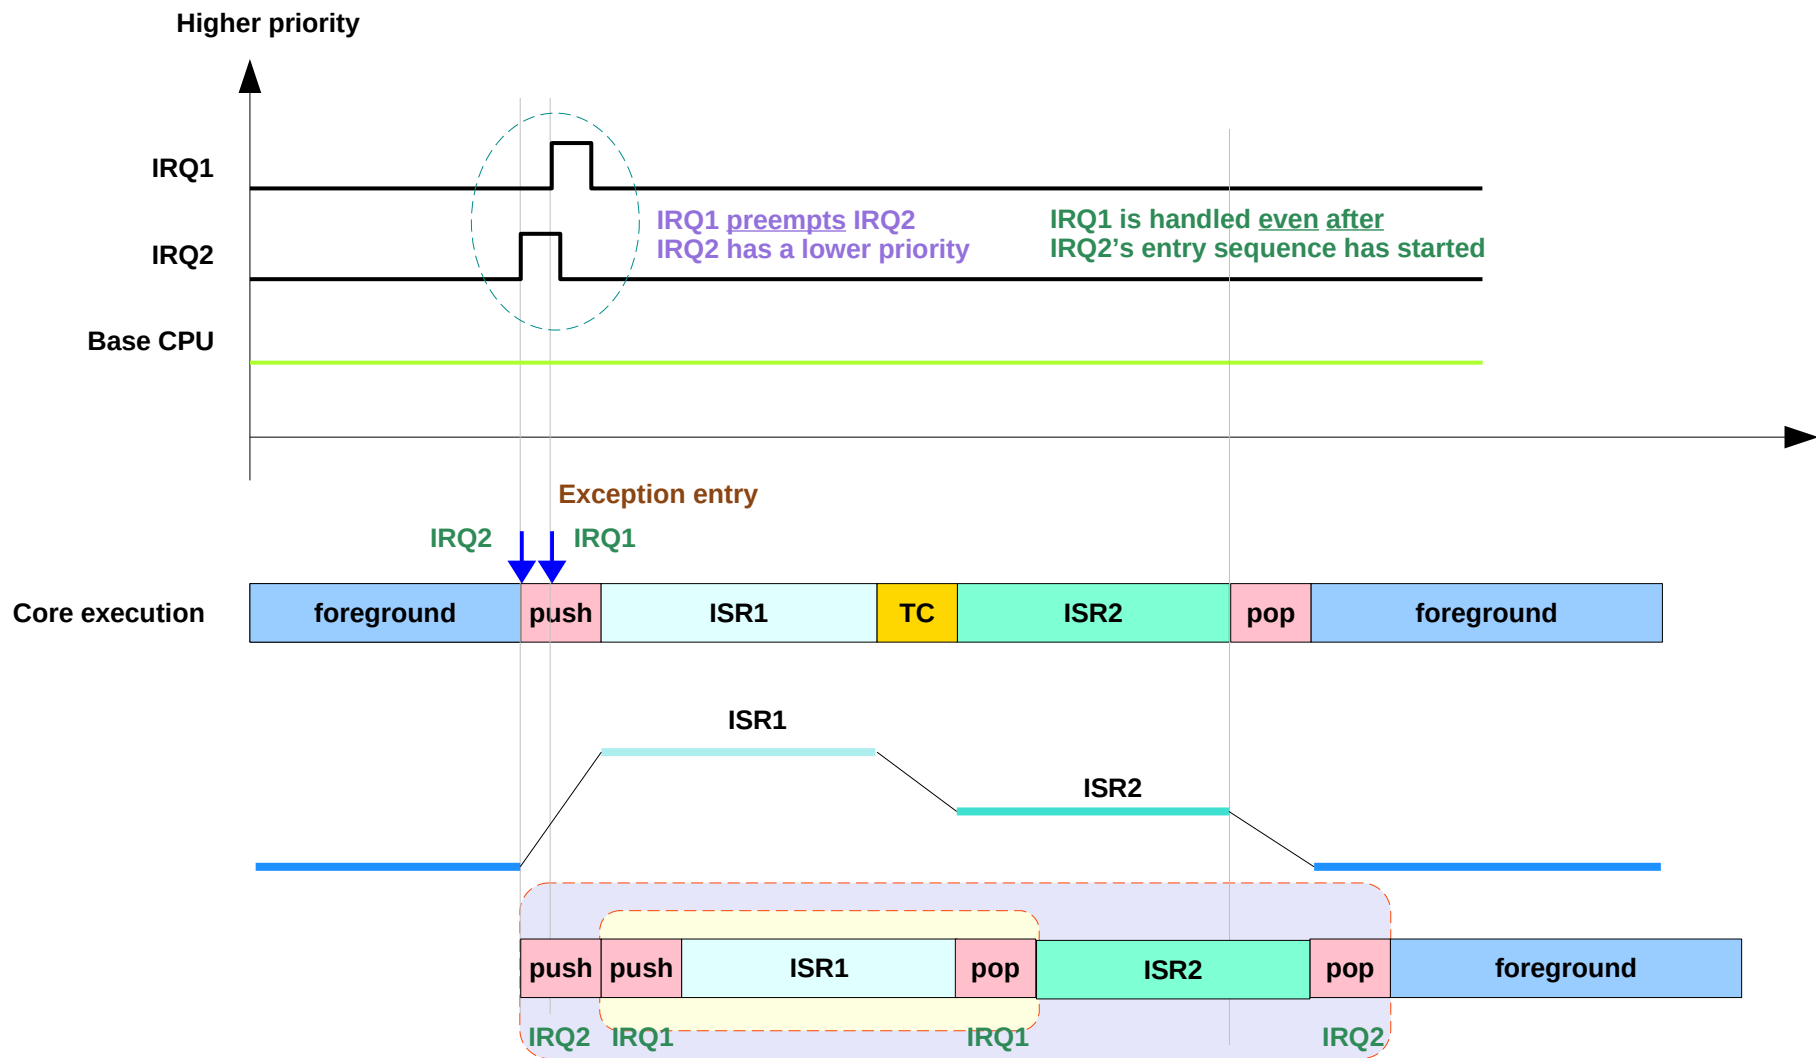 Higher priority
IRQ1
IRQ2
Base CPU
IRQ1 preempts IRQ2
IRQ2 has a lower priority
IRQ1 is handled even after
IRQ2’s entry sequence has started
Exception entry
IRQ2
IRQ1
Core execution
foreground
push
ISR1
TC
ISR2
pop
foreground
ISR1
ISR2
push
push
ISR1
pop
ISR2
pop
foreground
IRQ2
IRQ1
IRQ1
IRQ2